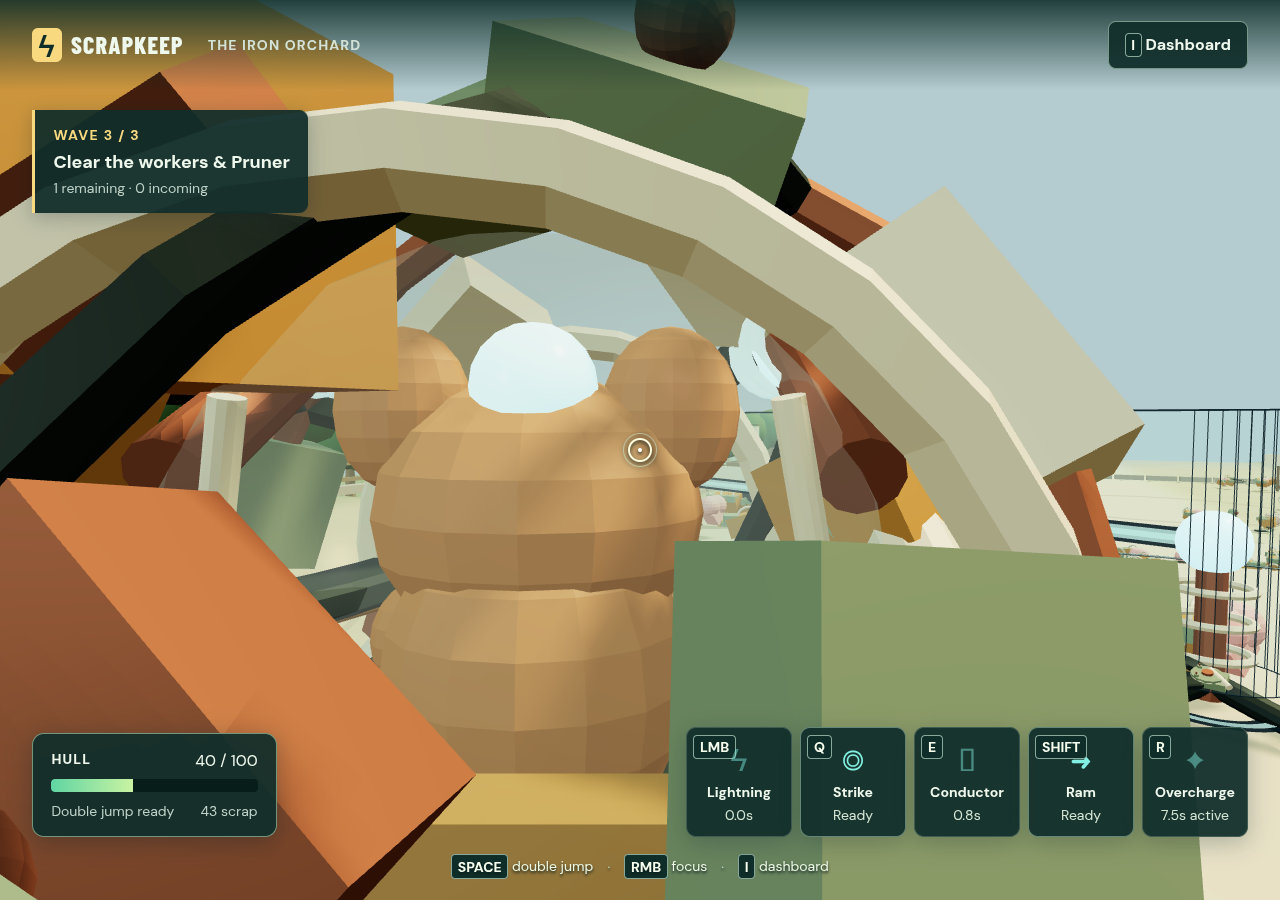 SCRAPKEEP THE IRON ORCHARD
I Dashboard
WAVE 3 / 3
Clear the workers & Pruner
1 remaining · 0 incoming
HULL 40 / 100
Double jump ready 43 scrap
LMB
Lightning
0.0s
Q
Strike
Ready
E
Conductor
0.8s
SHIFT
Ram
Ready
R
Overcharge
7.5s active
SPACE double jump · RMB focus · I dashboard